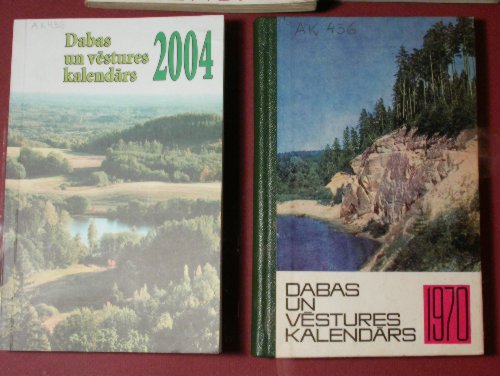 AK 436
Dabas
un vēstures
kalendārs
2004
AK 436
DABAS
UN
VĒSTURES
KALENDĀRS
1970